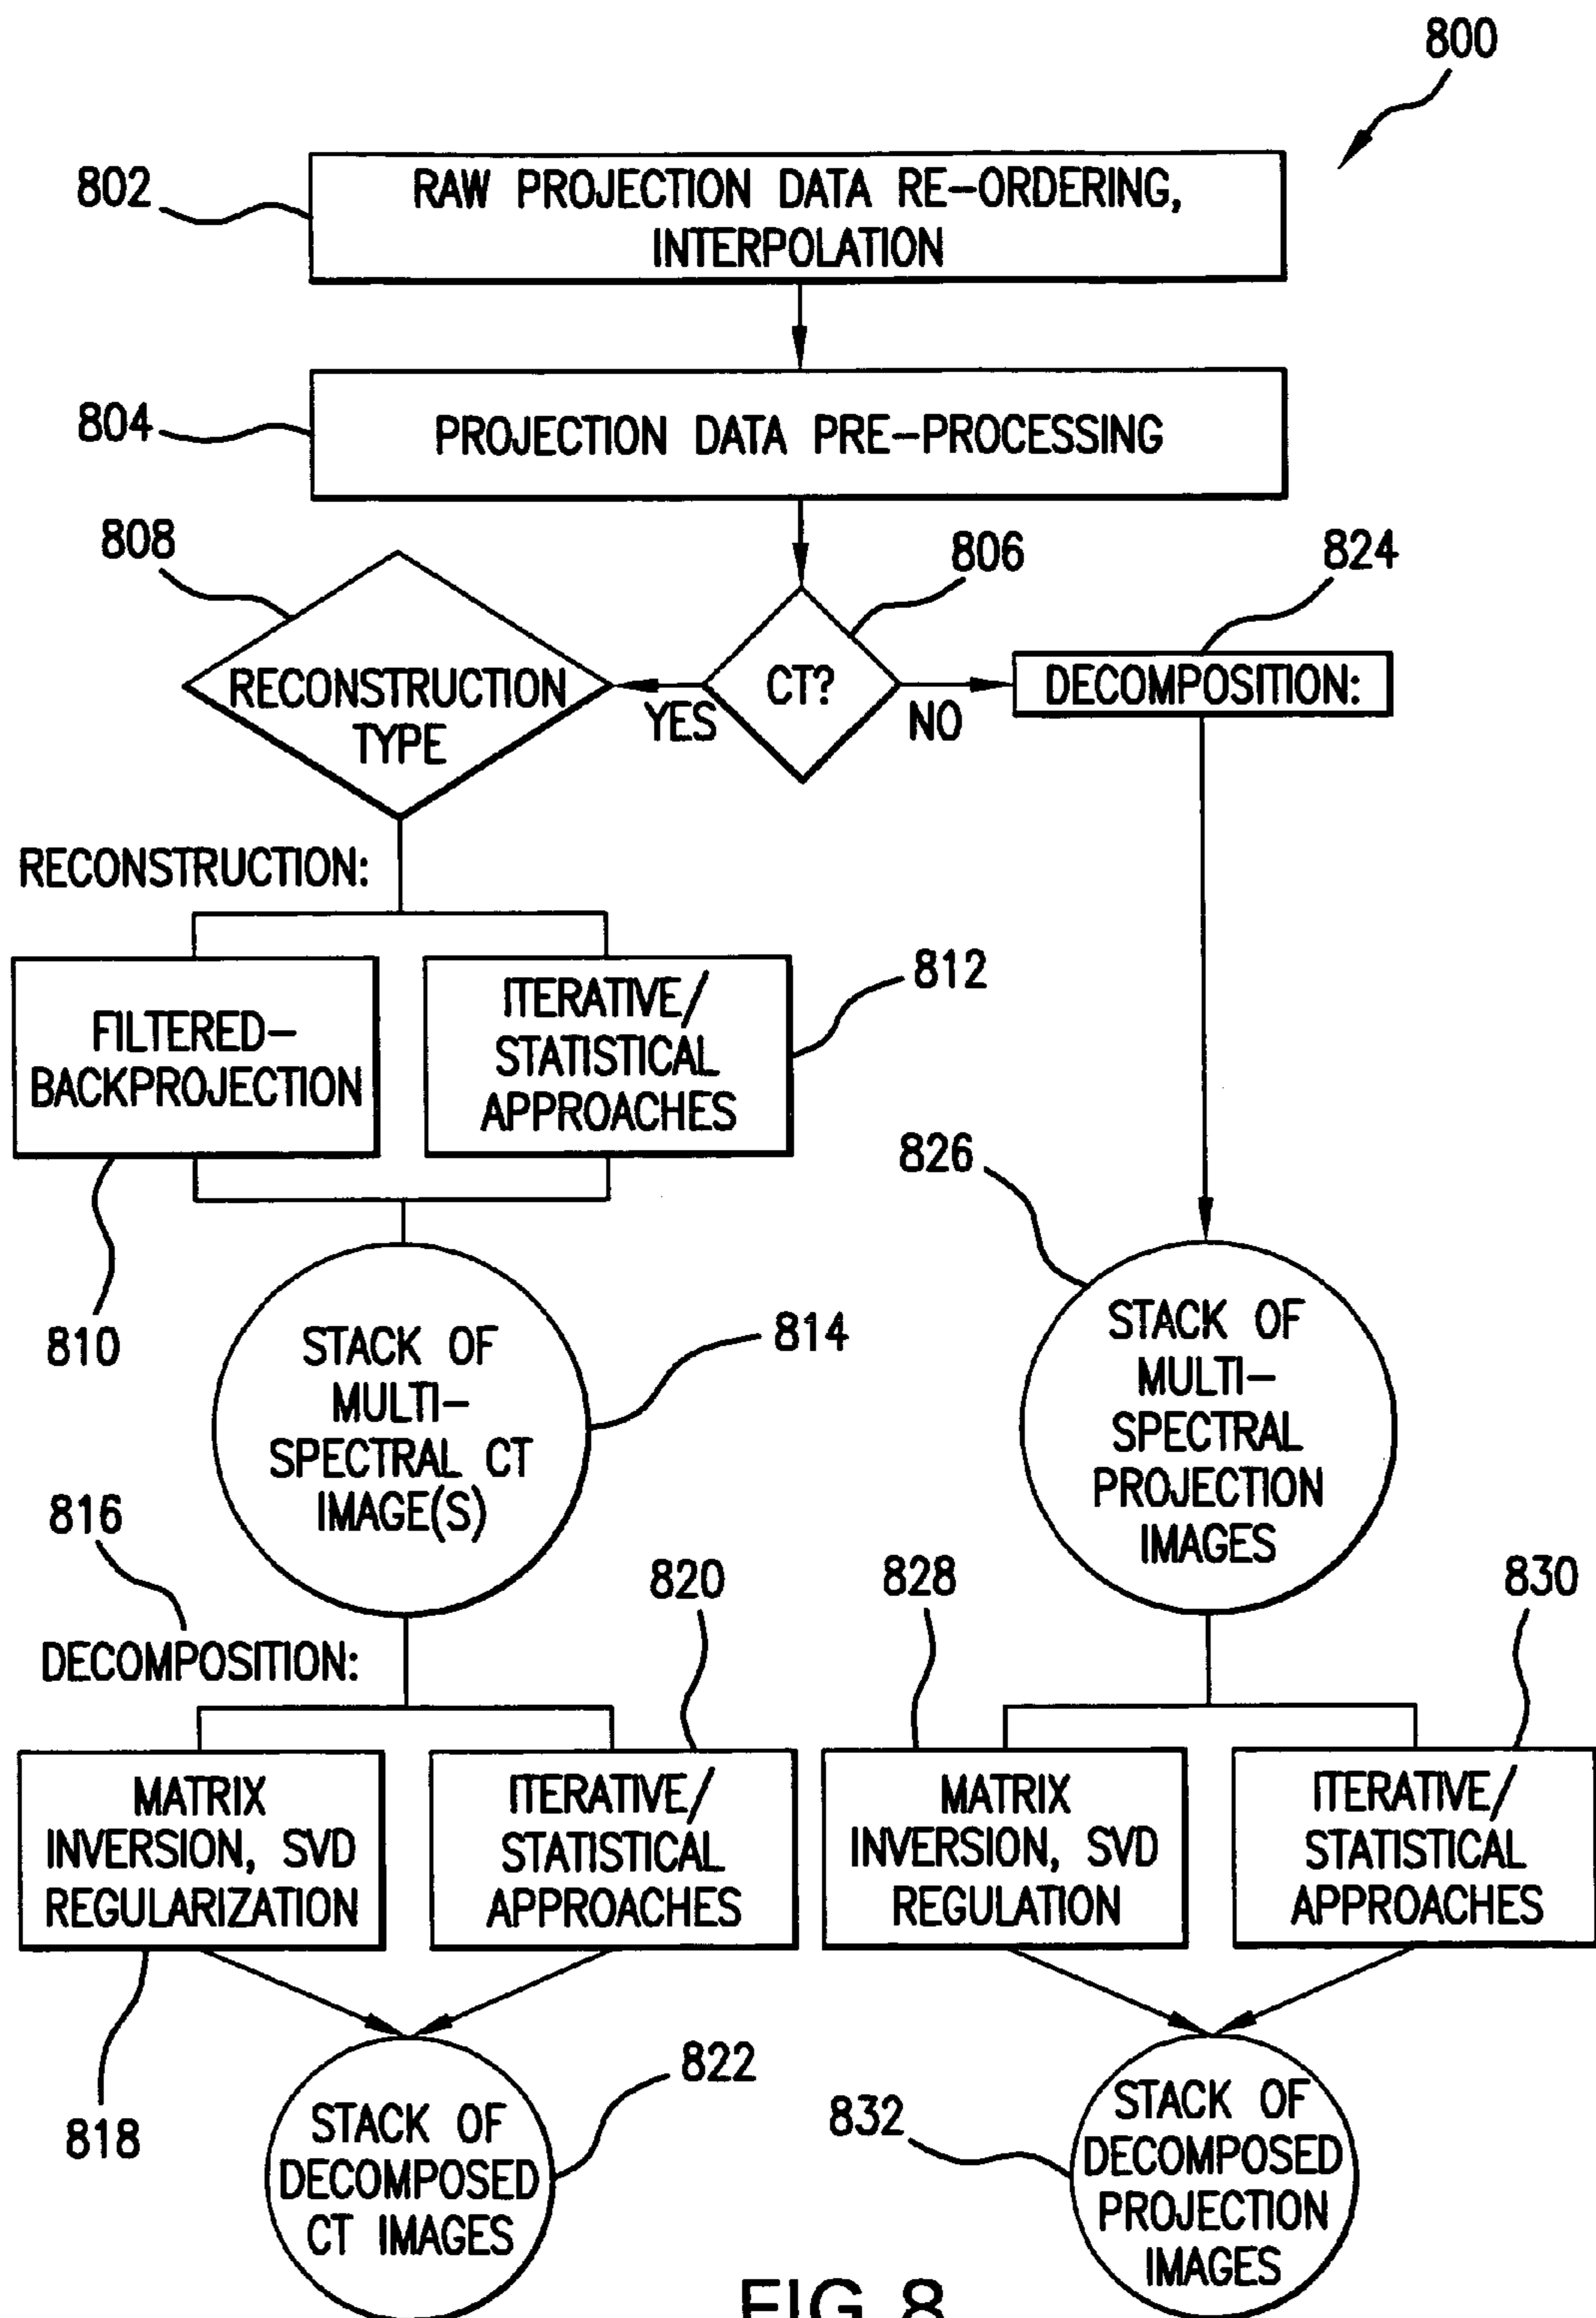 800
802
RAW PROJECTION DATA RE-ORDERING,
INTERPOLATION
804
PROJECTION DATA PRE-PROCESSING
808
806
824
RECONSTRUCTION
TYPE
YES
CT?
NO
DECOMPOSITION:
RECONSTRUCTION:
FILTERED-
BACKPROJECTION
810
ITERATIVE/
STATISTICAL
APPROACHES
812
STACK OF
MULTI-
SPECTRAL CT
IMAGE(S)
814
826
STACK OF
MULTI-
SPECTRAL
PROJECTION
IMAGES
816
DECOMPOSITION:
820
828
830
MATRIX
INVERSION, SVD
REGULARIZATION
818
ITERATIVE/
STATISTICAL
APPROACHES
MATRIX
INVERSION, SVD
REGULATION
ITERATIVE/
STATISTICAL
APPROACHES
STACK OF
DECOMPOSED
CT IMAGES
822
832
STACK OF
DECOMPOSED
PROJECTION
IMAGES
FIG. 8